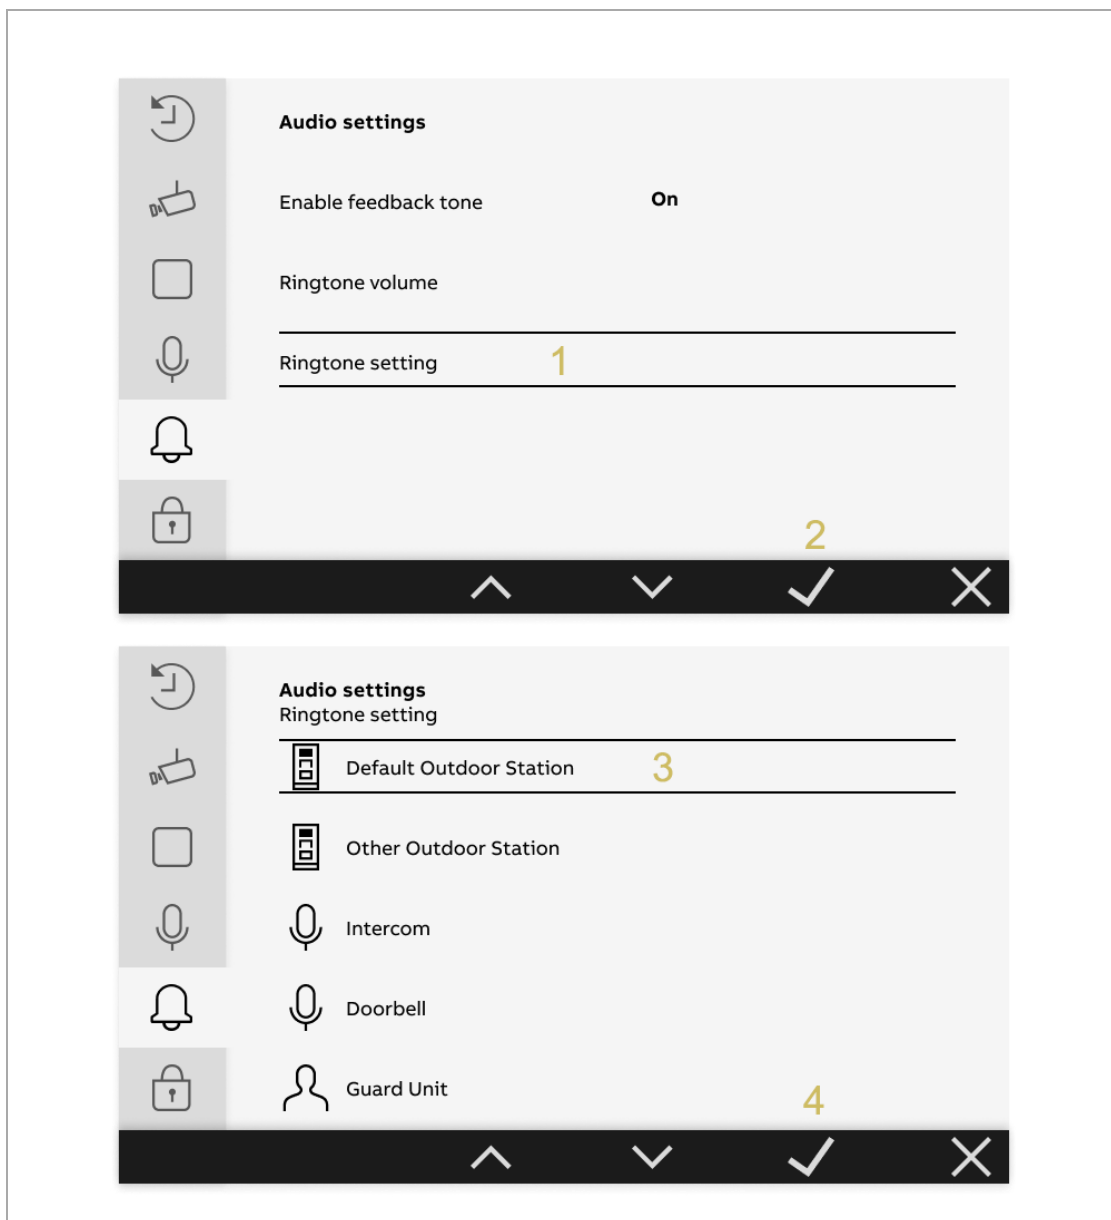 Audio settings
Enable feedback tone On
Ringtone volume
Ringtone setting 1
2
Audio settings
Ringtone setting
Default Outdoor Station 3
Other Outdoor Station
Intercom
Doorbell
Guard Unit
4